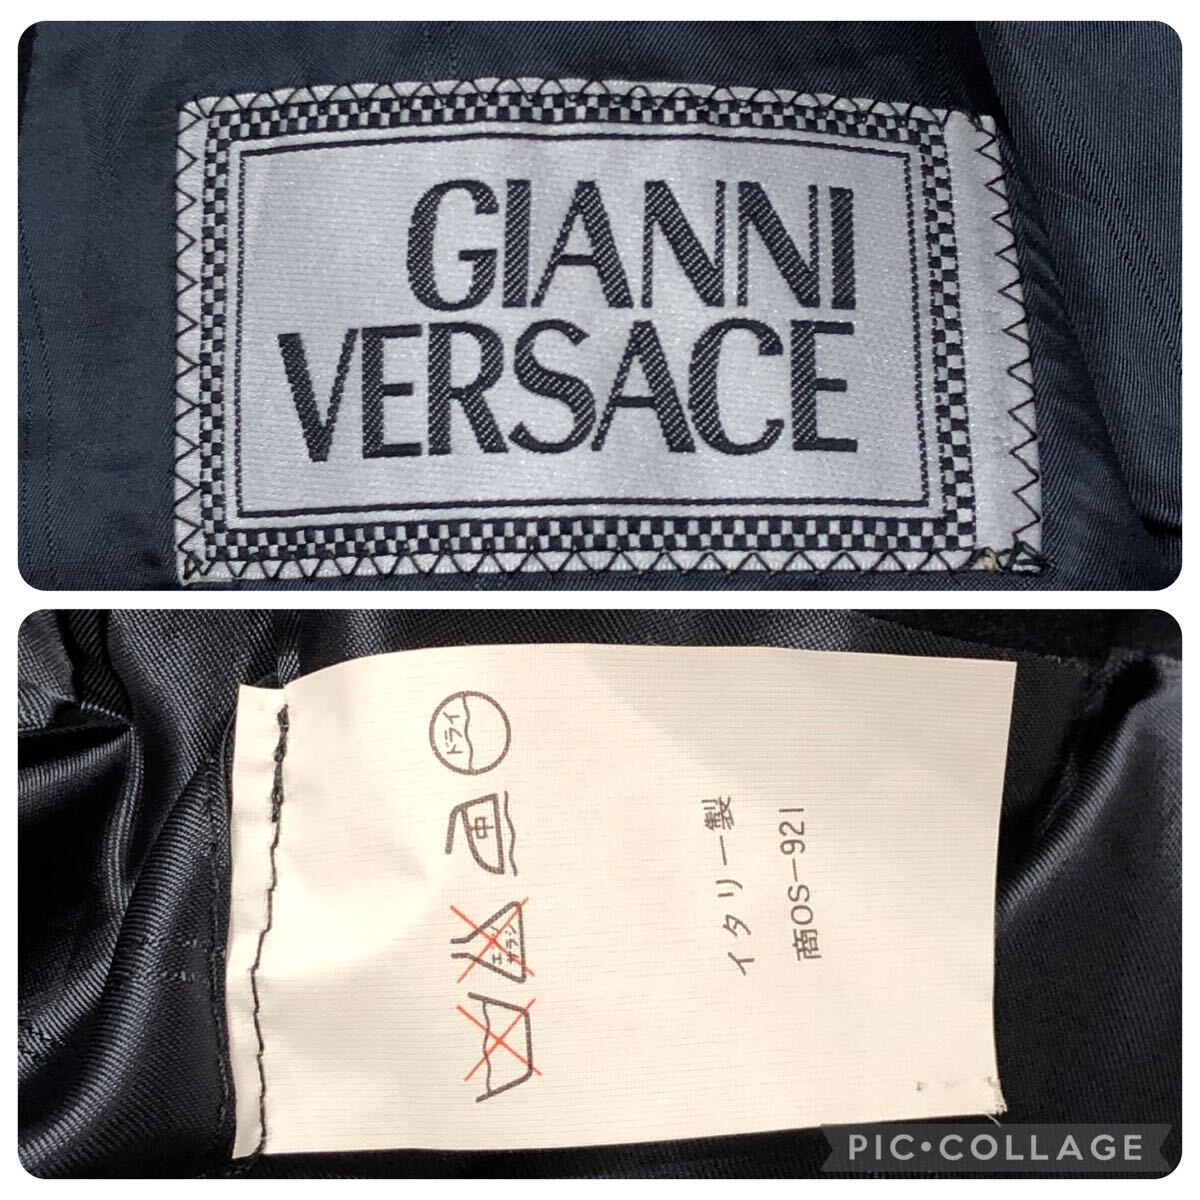 GIANNI
VERSACE
ドライ
中
エンソ
サラシ
イタリー製
商OS-921
PIC•COLLAGE